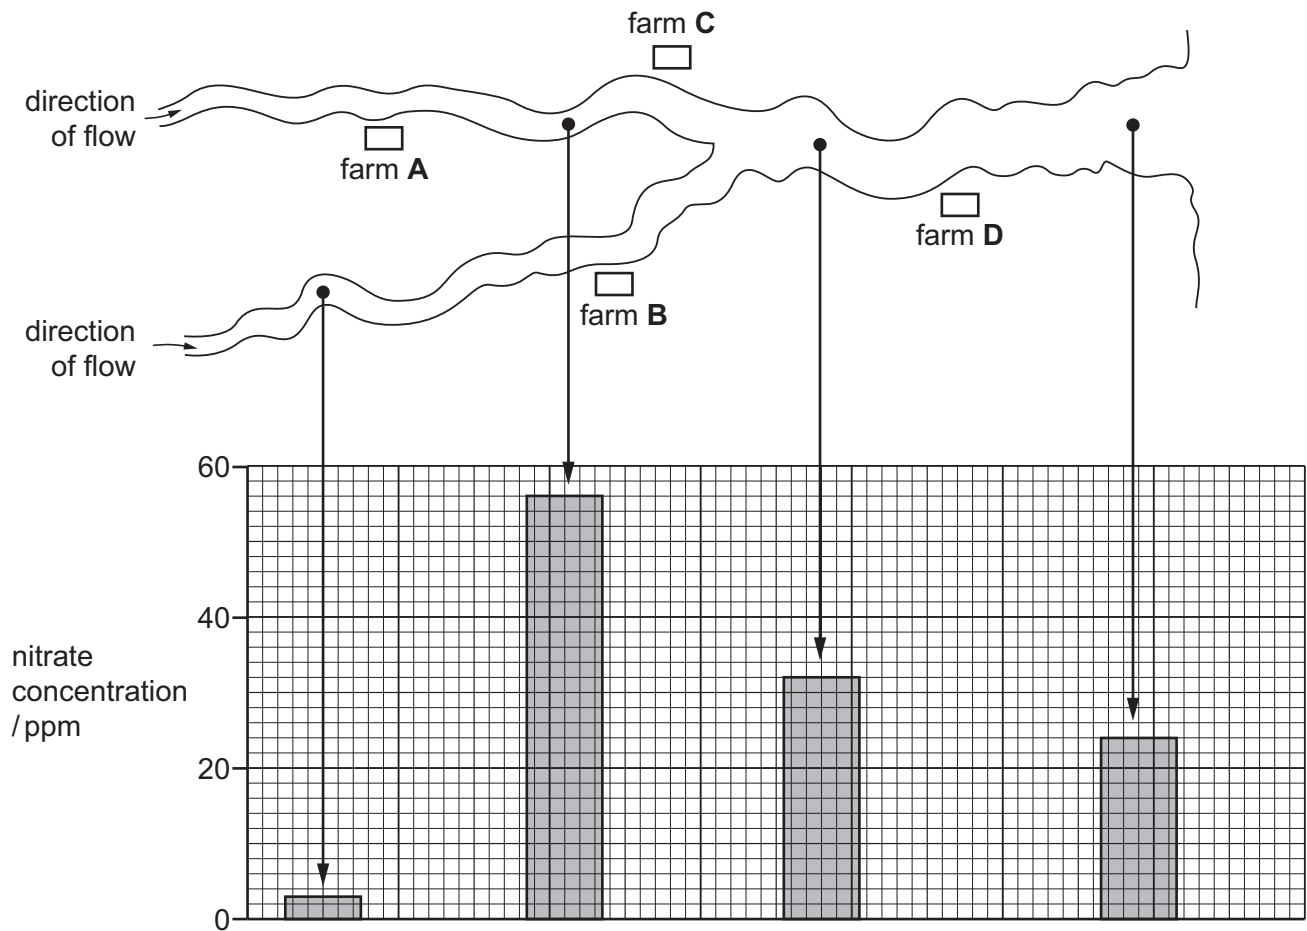 farm C
direction
of flow
farm A
farm D
farm B
direction
of flow
60
40
nitrate
concentration
/ ppm
20
0